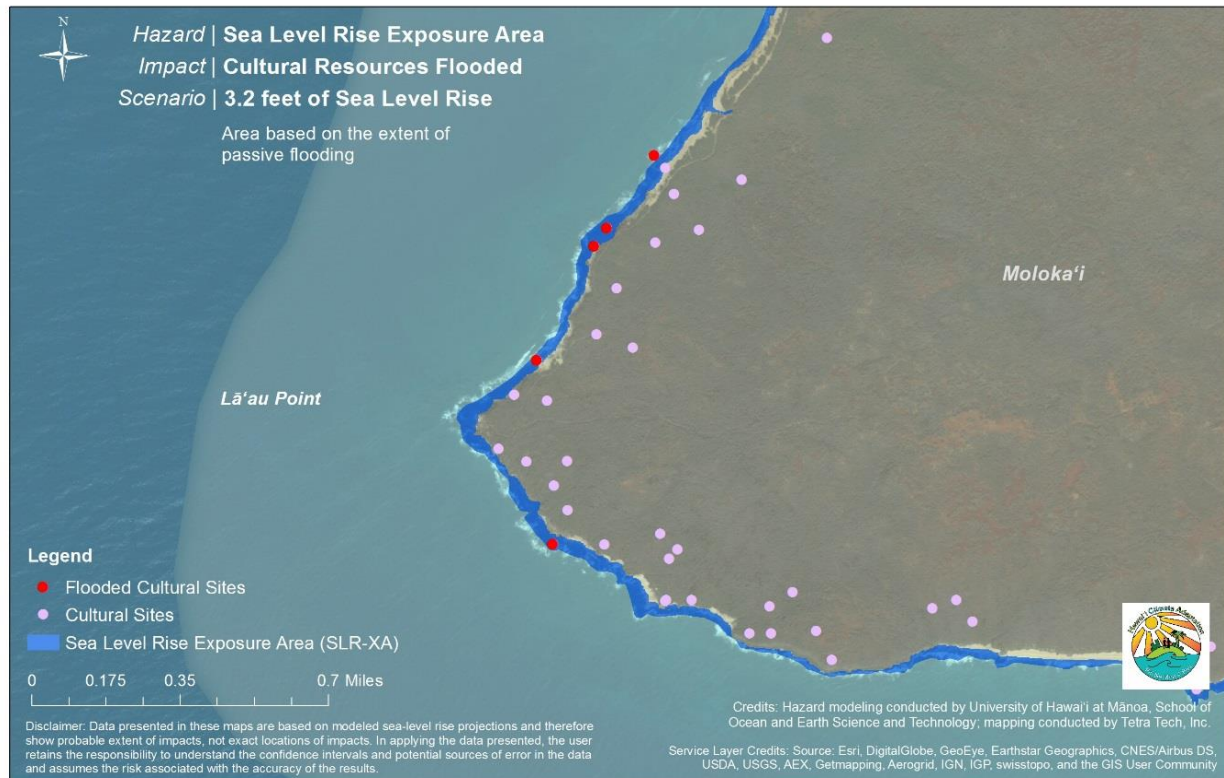 N
Hazard | Sea Level Rise Exposure Area
Impact | Cultural Resources Flooded
Scenario | 3.2 feet of Sea Level Rise
Area based on the extent of
passive flooding
Molokaʻi
Lāʻau Point
Legend
Flooded Cultural Sites
Cultural Sites
Sea Level Rise Exposure Area (SLR-XA)
0 0.175 0.35 0.7 Miles
Disclaimer: Data presented in these maps are based on modeled sea-level rise projections and therefore
show probable extent of impacts, not exact locations of impacts. In applying the data presented, the user
retains the responsibility to understand the confidence intervals and potential sources of error in the data
and assumes the risk associated with the accuracy of the results.
Hawaiʻi Climate Adaptation
Credits: Hazard modeling conducted by University of Hawaiʻi at Mānoa, School of
Ocean and Earth Science and Technology; mapping conducted by Tetra Tech, Inc.
Service Layer Credits: Source: Esri, DigitalGlobe, GeoEye, Earthstar Geographics, CNES/Airbus DS,
USDA, USGS, AEX, Getmapping, Aerogrid, IGN, IGP, swisstopo, and the GIS User Community